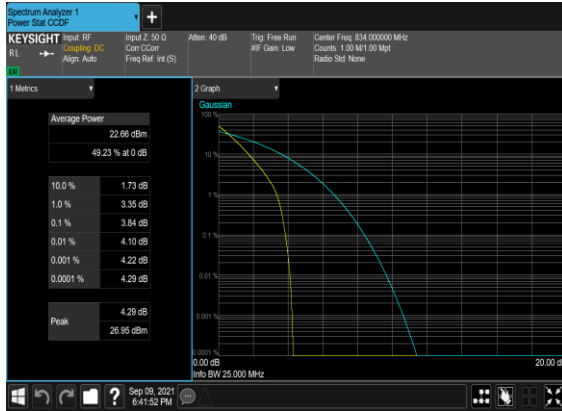 Spectrum Analyzer 1
Power Stat CCDF
KEYSIGHT
RL
LV
Input: RF
Coupling: DC
Align: Auto
Input Z: 50 Ω
Corr CCorr
Freq Ref: Int (S)
Atten: 40 dB
Trig: Free Run
#IF Gain: Low
Center Freq: 834.000000 MHz
Counts: 1.00 M/1.00 Mpt
Radio Std: None
1 Metrics
Average Power
22.66 dBm
49.23 % at 0 dB
10.0 % 1.73 dB
1.0 % 3.35 dB
0.1 % 3.84 dB
0.01 % 4.10 dB
0.001 % 4.22 dB
0.0001 % 4.29 dB
Peak
4.29 dB
26.95 dBm
2 Graph
Gaussian
100 %
10 %
1 %
0.1 %
0.01 %
0.001 %
0.0001 %
0.00 dB
20.00 d
Info BW 25.000 MHz
?
Sep 09, 2021
6:41:52 PM